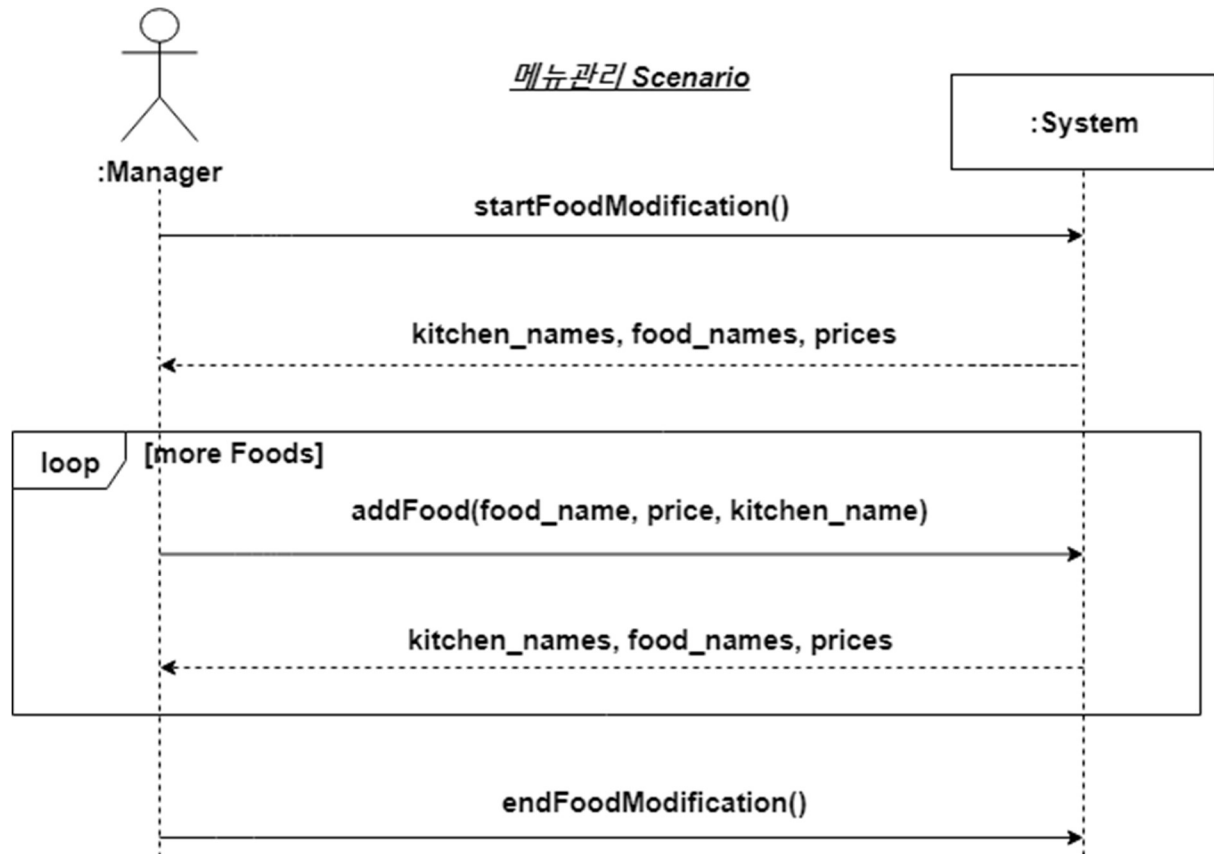 메뉴관리 Scenario
:System
:Manager
startFoodModification()
kitchen_names, food_names, prices
loop
[more Foods]
addFood(food_name, price, kitchen_name)
kitchen_names, food_names, prices
endFoodModification()